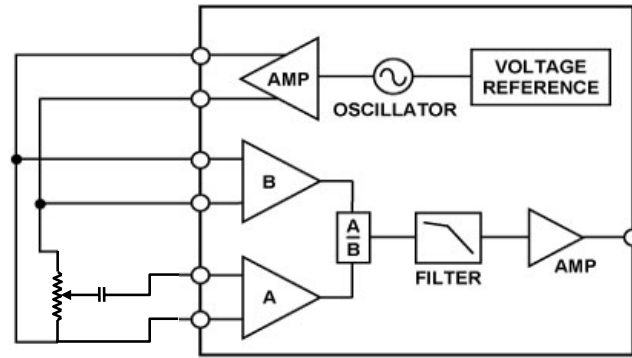 AMP
OSCILLATOR
VOLTAGE
REFERENCE
B
A
B
A
FILTER
AMP